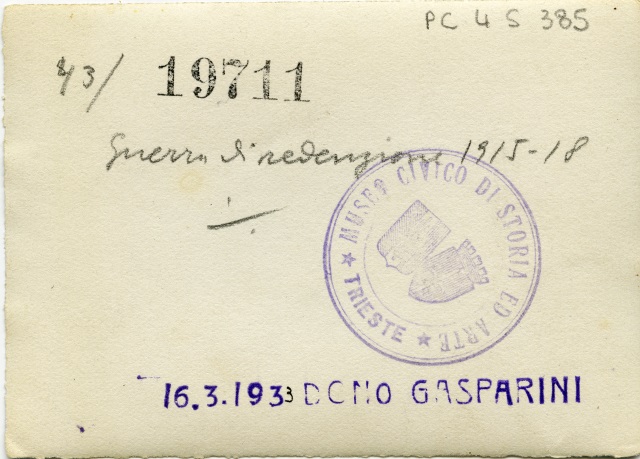 PC 4 S 385
43/ 19711
Guerra di redenzione 1915-18
★ MUSEO CIVICO DI STORIA ED ARTE ★ TRIESTE
16.3.1933 DONO GASPARINI